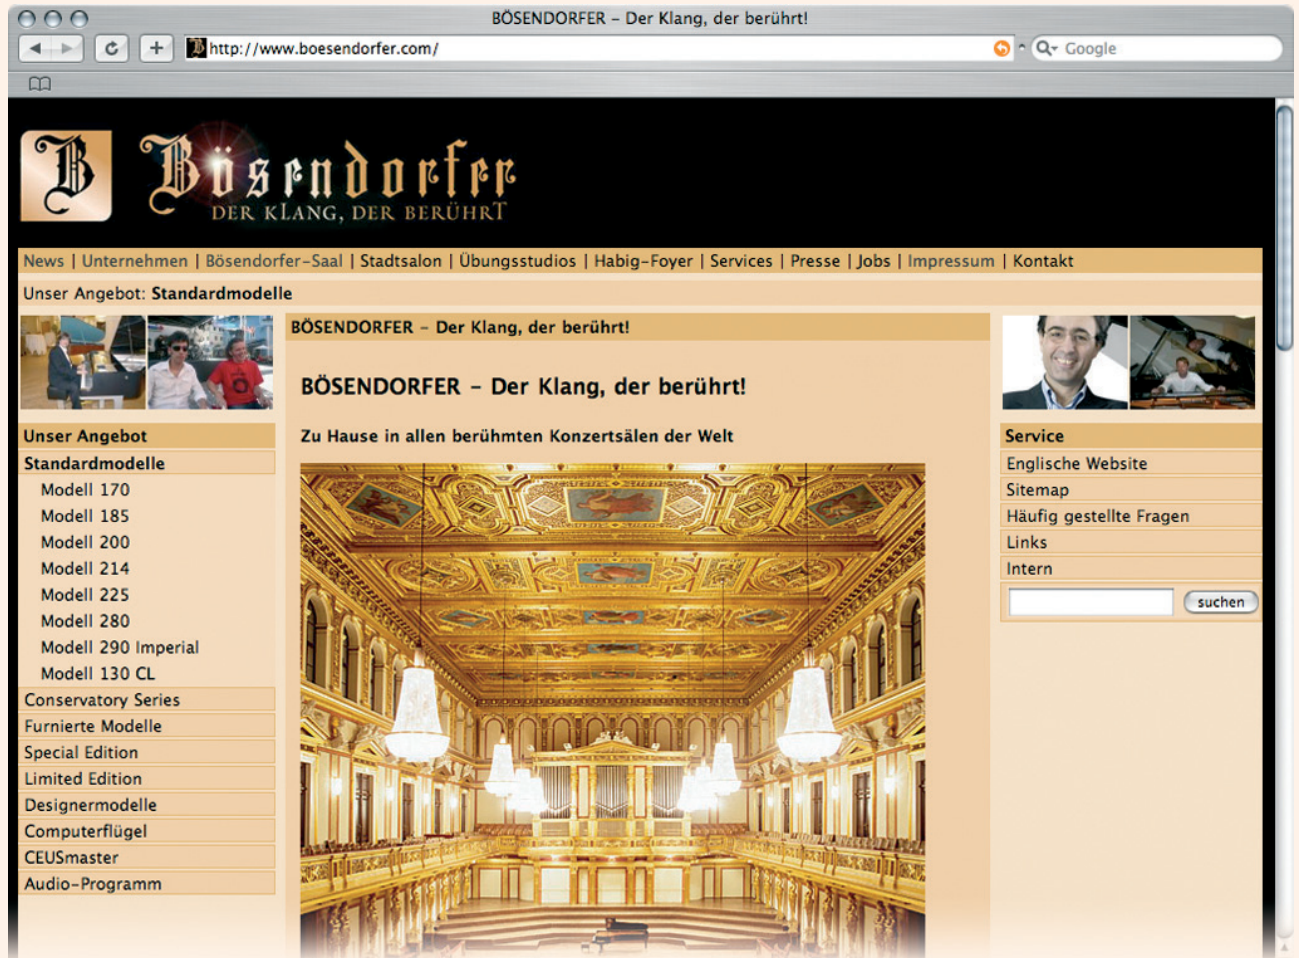 BÖSENDORFER – Der Klang, der berührt!
http://www.boesendorfer.com/
Google
B
Bösendorfer
DER KLANG, DER BERÜHRT
News | Unternehmen | Bösendorfer-Saal | Stadtsalon | Übungsstudios | Habig-Foyer | Services | Presse | Jobs | Impressum | Kontakt
Unser Angebot: Standardmodelle
BÖSENDORFER – Der Klang, der berührt!
BÖSENDORFER – Der Klang, der berührt!
Zu Hause in allen berühmten Konzertsälen der Welt
Unser Angebot
Standardmodelle
Modell 170
Modell 185
Modell 200
Modell 214
Modell 225
Modell 280
Modell 290 Imperial
Modell 130 CL
Conservatory Series
Furnierte Modelle
Special Edition
Limited Edition
Designermodelle
Computerflügel
CEUSmaster
Audio-Programm
Service
Englische Website
Sitemap
Häufig gestellte Fragen
Links
Intern
suchen